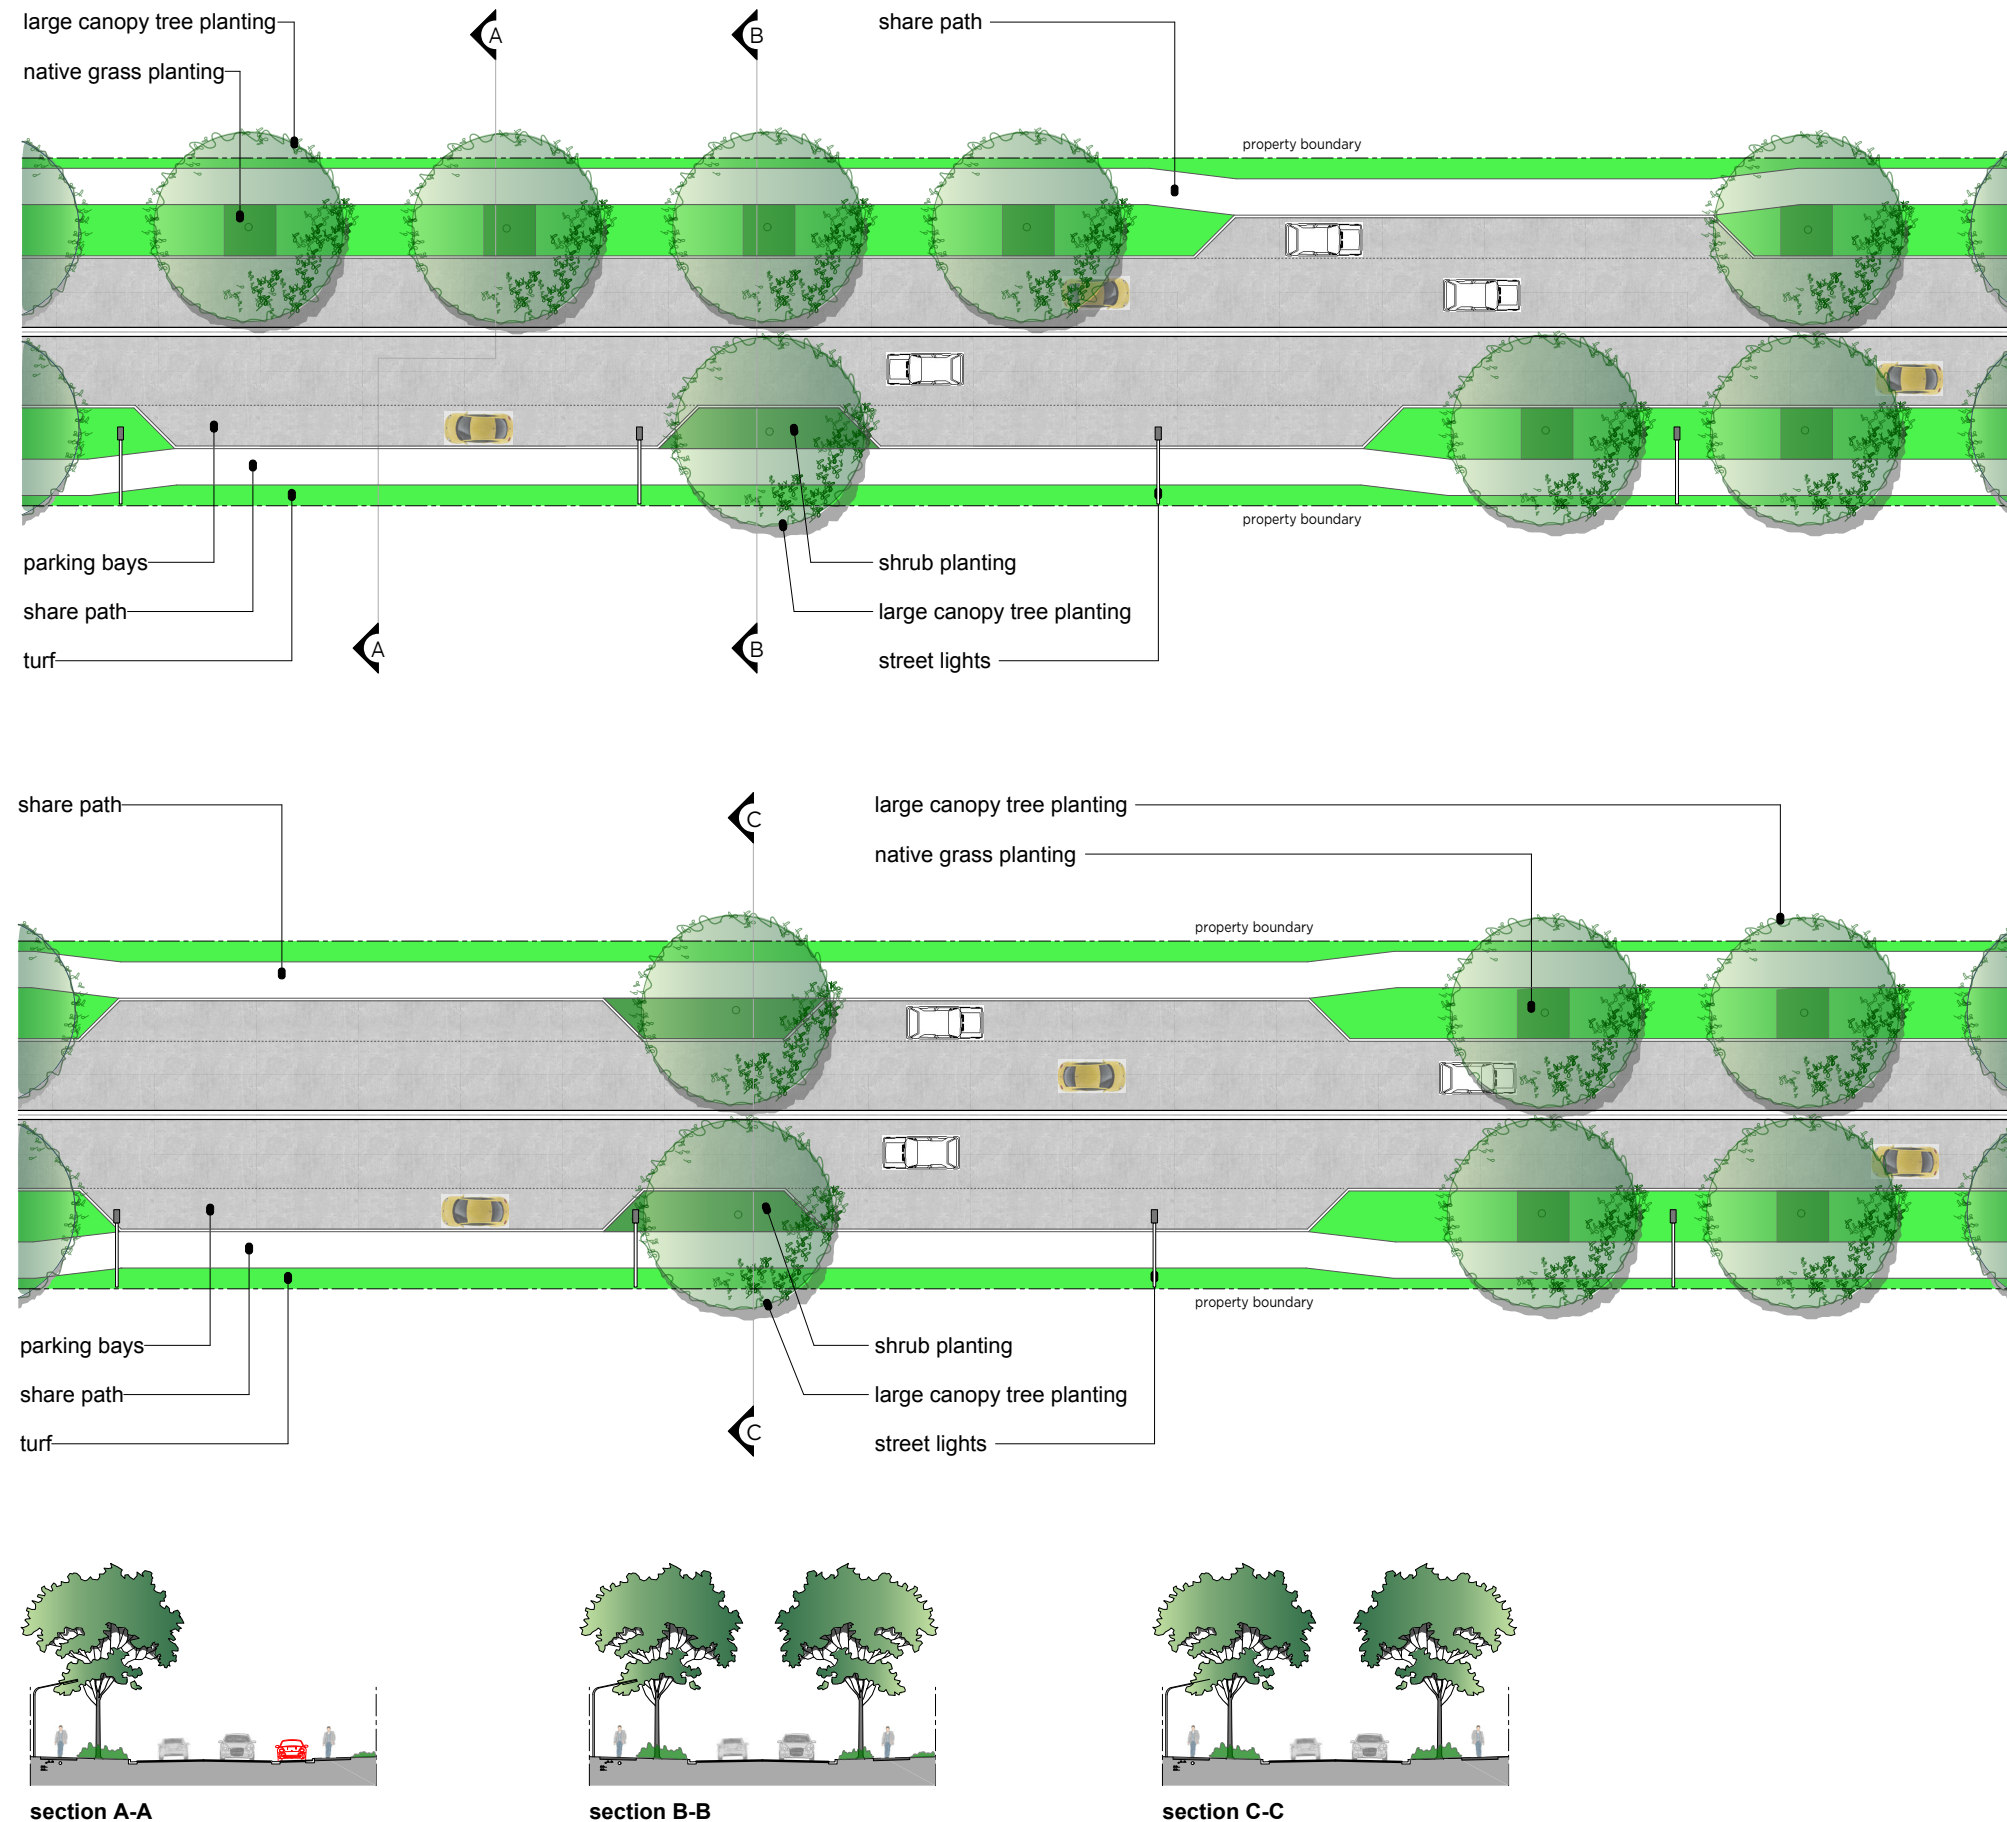 large canopy tree planting
A
B
share path
native grass planting
property boundary
property boundary
parking bays
shrub planting
share path
large canopy tree planting
A
B
turf
street lights
share path
C
large canopy tree planting
native grass planting
property boundary
property boundary
parking bays
shrub planting
share path
large canopy tree planting
C
turf
street lights
section A-A
section B-B
section C-C